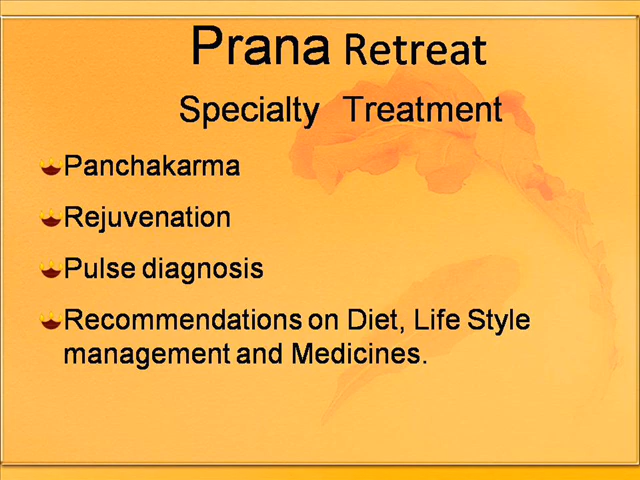 Prana Retreat
Specialty Treatment
Panchakarma
Rejuvenation
Pulse diagnosis
Recommendations on Diet, Life Style
management and Medicines.